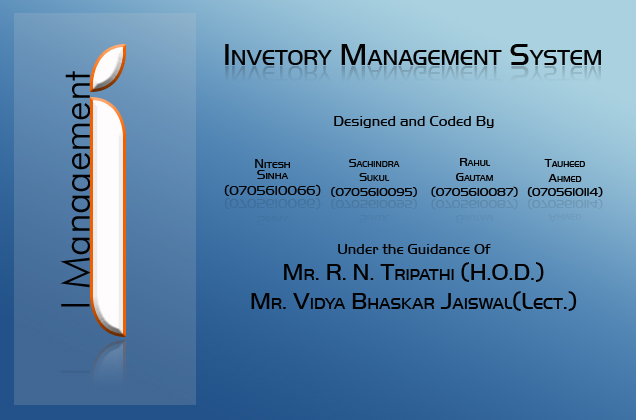 I Management
INVETORY MANAGEMENT SYSTEM
Designed and Coded By
NITESH SINHA (0705610066)
SACHINDRA SUKUL (0705610095)
RAHUL GAUTAM (0705610087)
TAUHEED AHMED (0705610114)
Under the Guidance Of
MR. R. N. TRIPATHI (H.O.D.)
MR. VIDYA BHASKAR JAISWAL(LECT.)